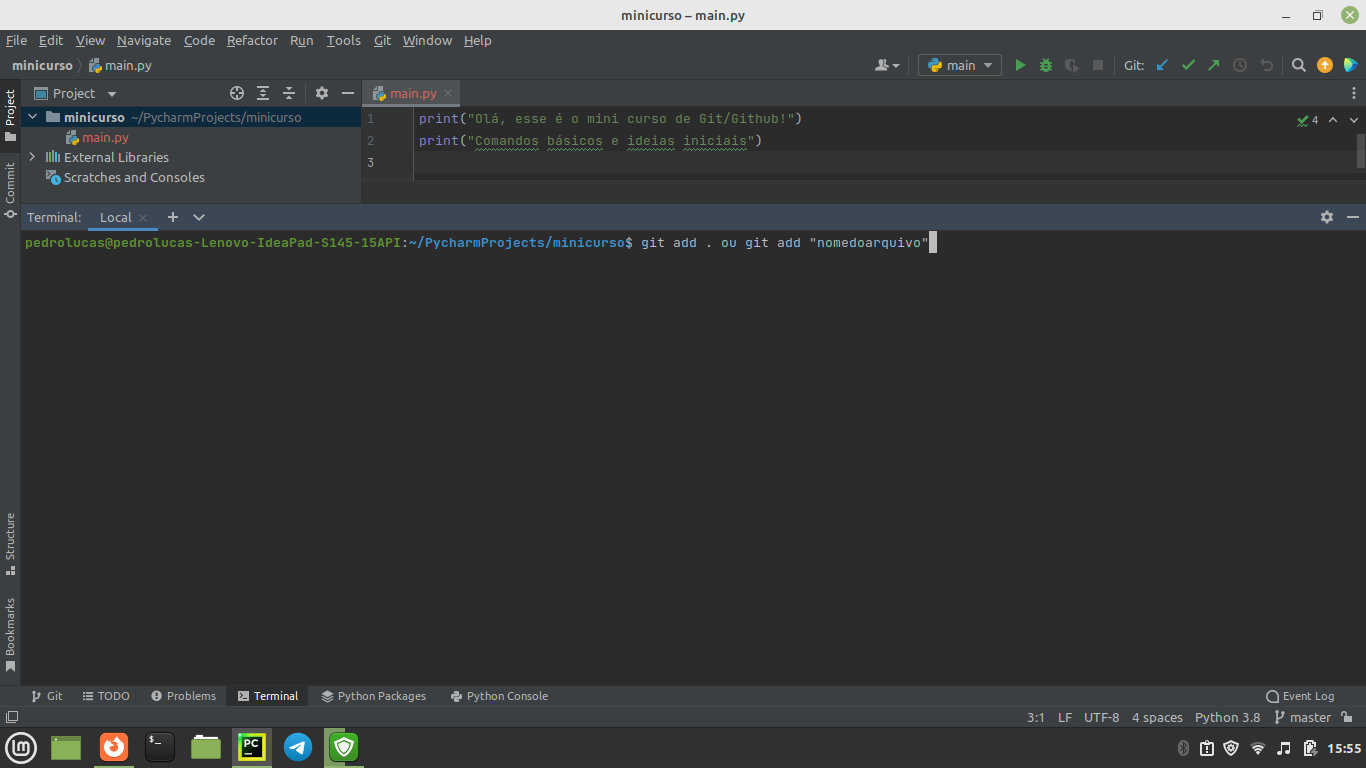 minicurso – main.py
File Edit View Navigate Code Refactor Run Tools Git Window Help
minicurso main.py main Git:
Project
main.py
minicurso ~/PycharmProjects/minicurso
main.py
External Libraries
Scratches and Consoles
1 print("Olá, esse é o mini curso de Git/Github!")
2 print("Comandos básicos e ideias iniciais")
3
4
Project
Commit
Structure
Bookmarks
Terminal: Local
pedrolucas@pedrolucas-Lenovo-IdeaPad-S145-15API:~/PycharmProjects/minicurso$ git add . ou git add "nomedoarquivo"
Git TODO Problems Terminal Python Packages Python Console Event Log
3:1 LF UTF-8 4 spaces Python 3.8 master
lm $_ PC 15:55